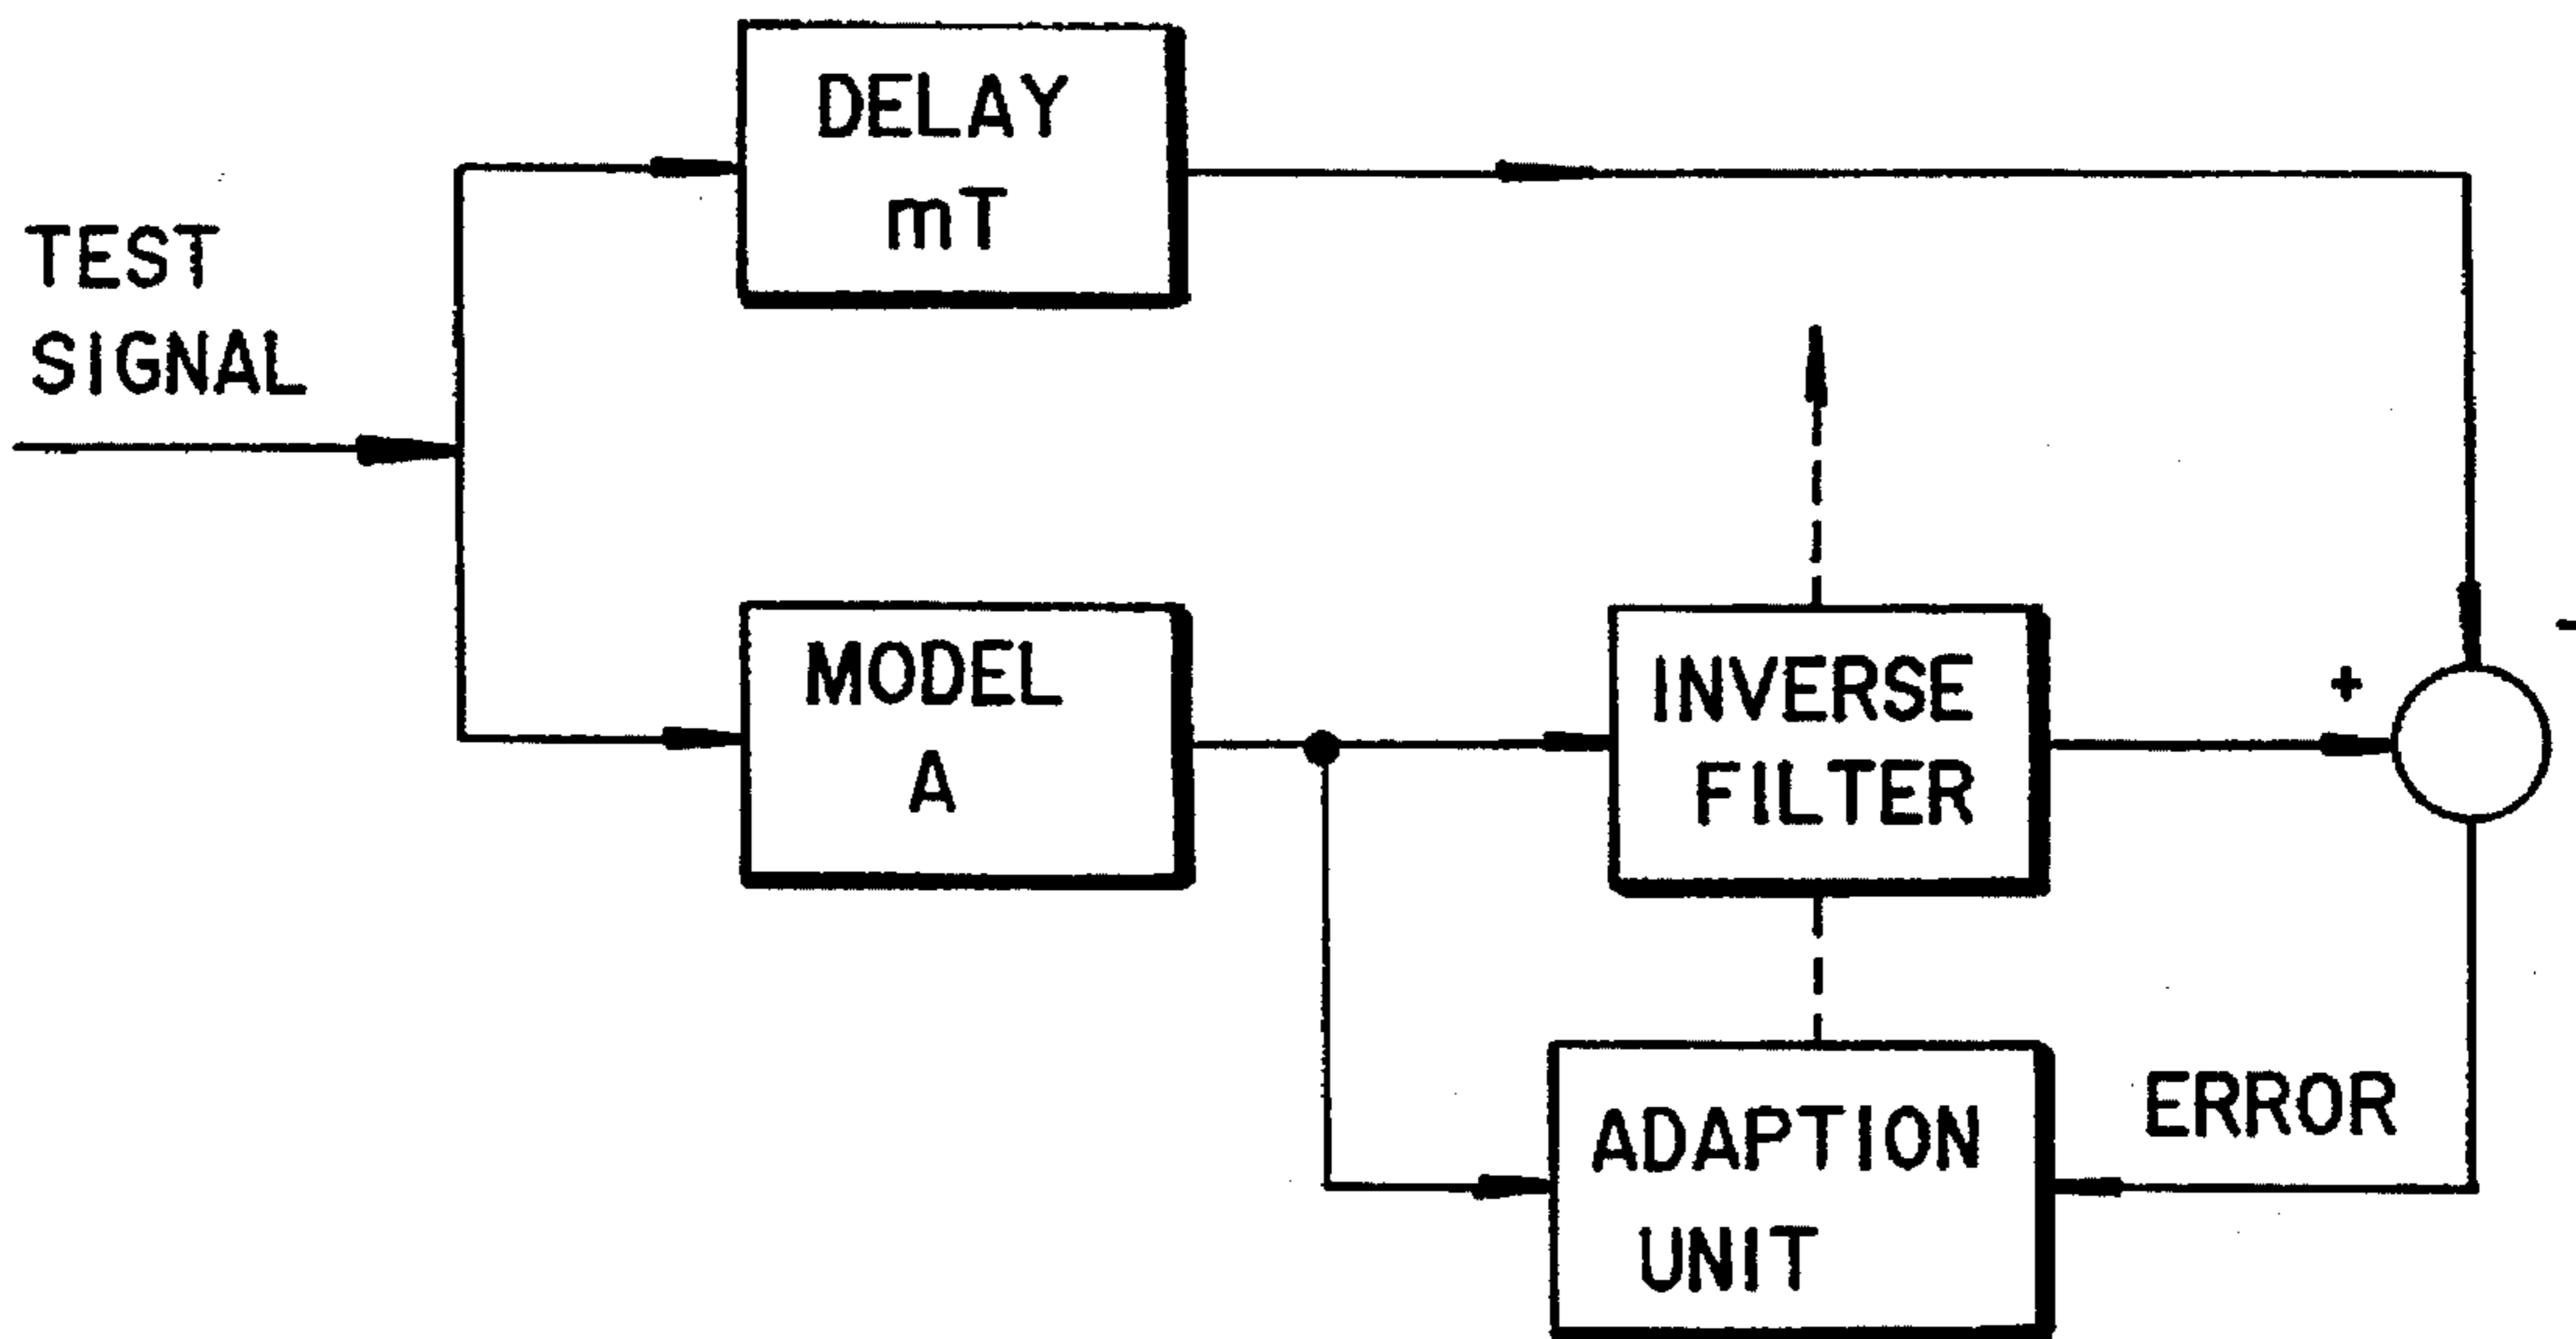 DELAY
mT
TEST
SIGNAL
MODEL
A
INVERSE
FILTER
+
-
ADAPTION
UNIT
ERROR